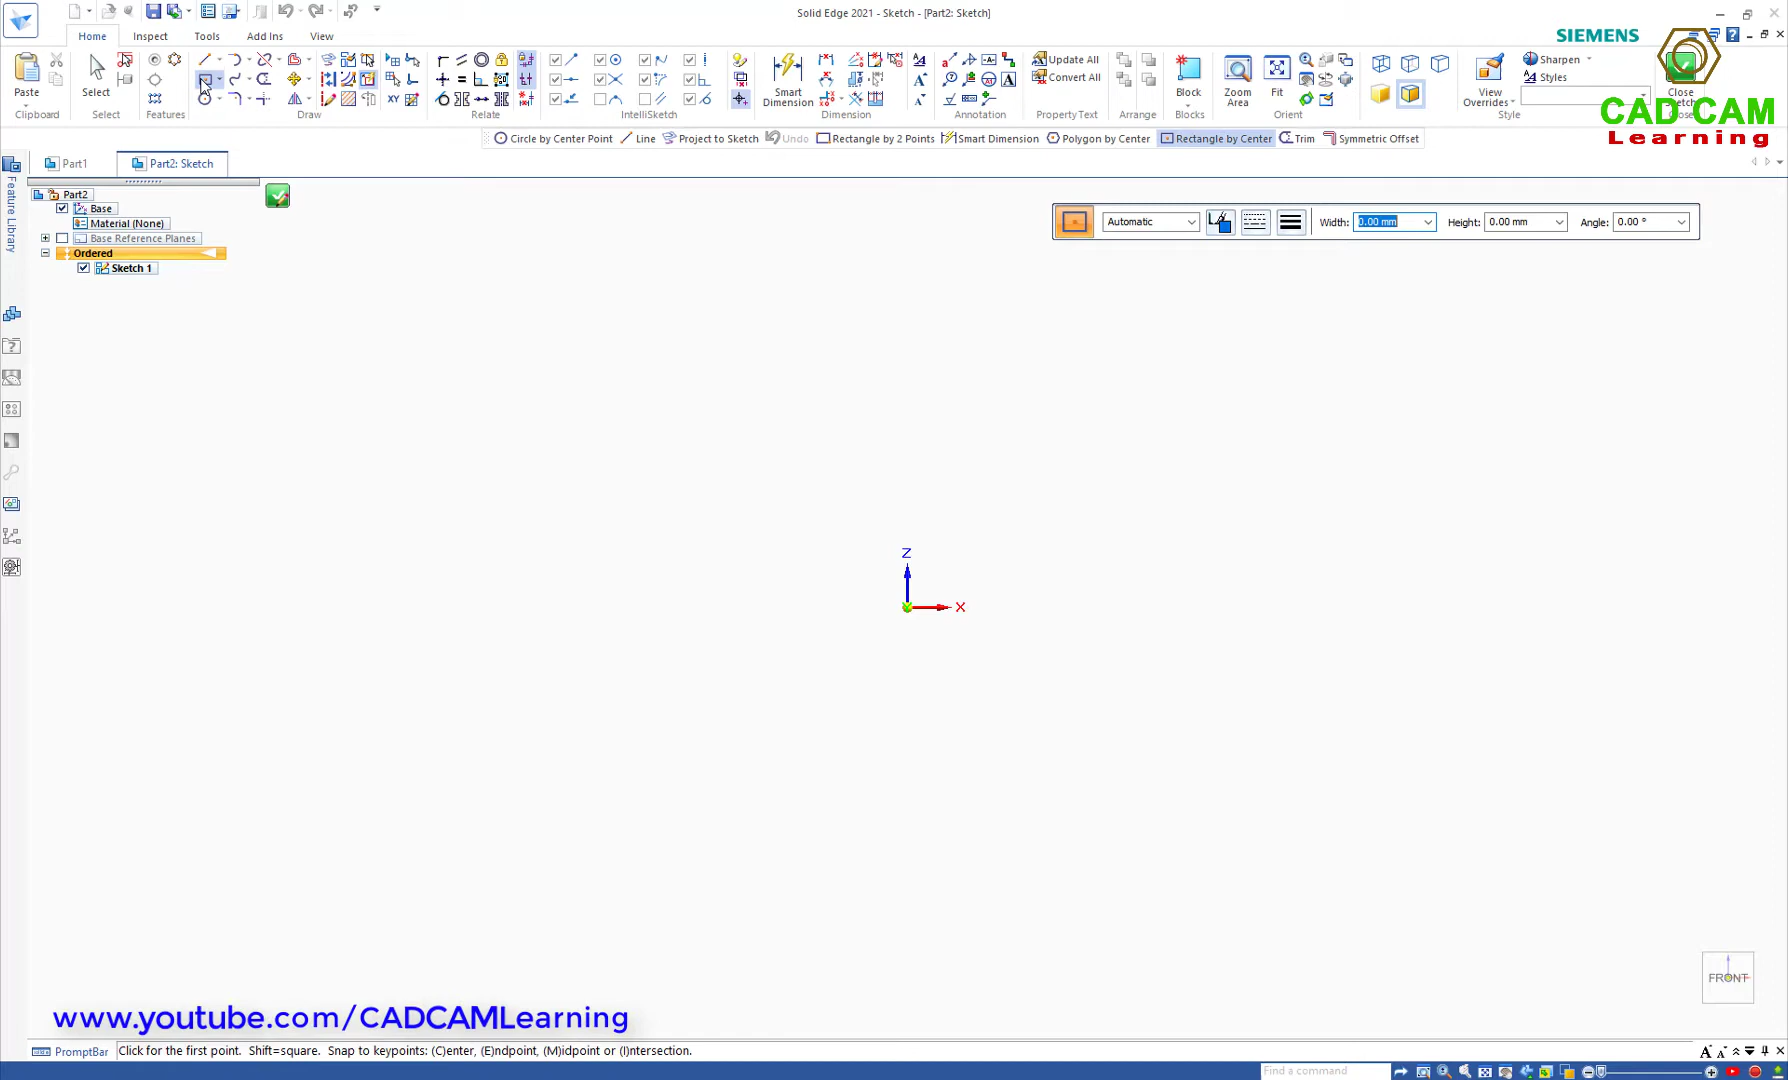 Solid Edge 2021 - Sketch - [Part2: Sketch]
Home Inspect Tools Add Ins View
SIEMENS
Paste
Clipboard
Select
Select
Features
Draw
Relate
IntelliSketch
Smart Dimension
Dimension
Annotation
Update All
Convert All
Property Text
Arrange
Block
Blocks
Zoom Area
Fit
Orient
View Overrides
Sharpen
Styles
Style
Close
CAD CAM
Learning
Circle by Center Point Line Project to Sketch Undo Rectangle by 2 Points Smart Dimension Polygon by Center Rectangle by Center Trim Symmetric Offset
Part1 Part2: Sketch
Feature Library
Part2
Base
Material (None)
Base Reference Planes
Ordered
Sketch 1
Automatic Width: 0.00 mm Height: 0.00 mm Angle: 0.00 °
Z
X
FRONT
www.youtube.com/CADCAMLearning
PromptBar Click for the first point. Shift=square. Snap to keypoints: (C)enter, (E)ndpoint, (M)idpoint or (I)ntersection.
Find a command